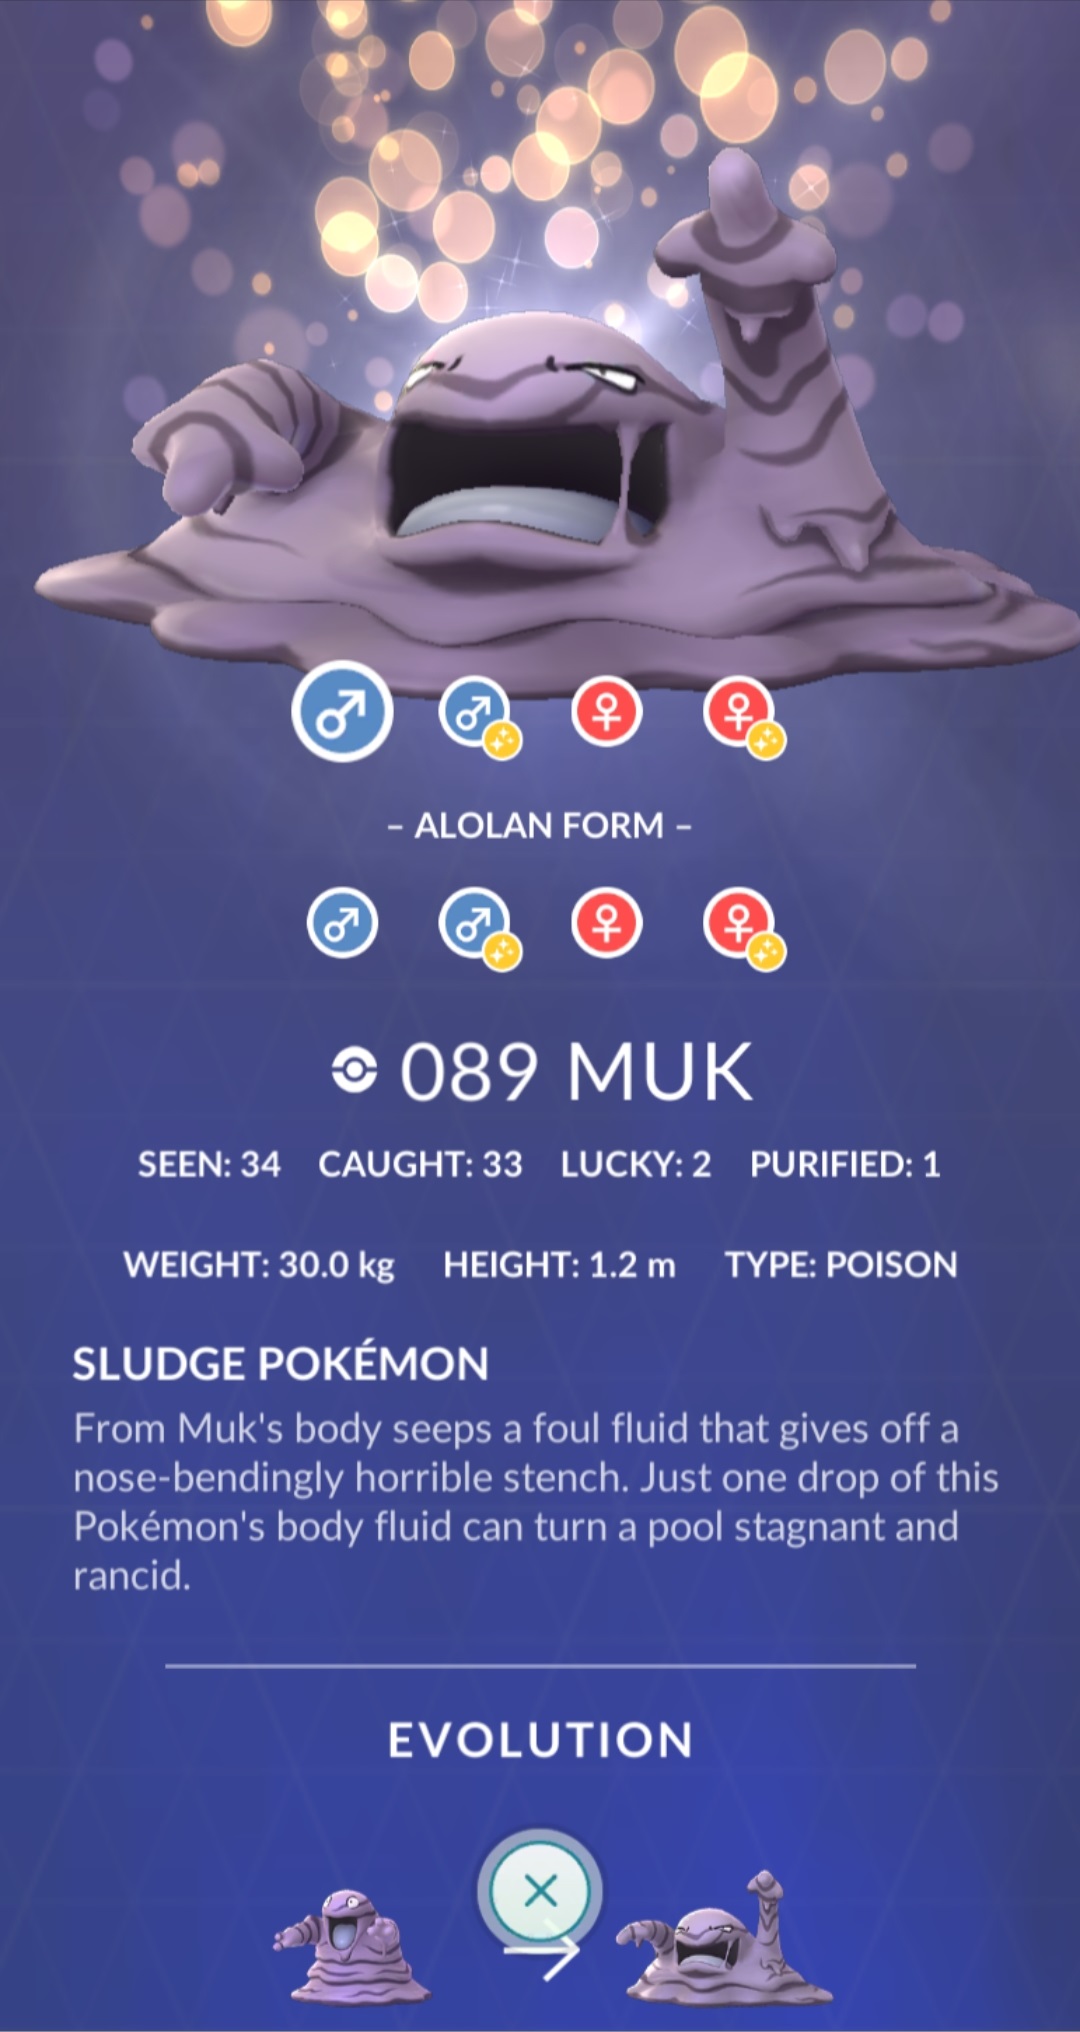 – ALOLAN FORM –
089 MUK
SEEN: 34 CAUGHT: 33 LUCKY: 2 PURIFIED: 1
WEIGHT: 30.0 kg HEIGHT: 1.2 m TYPE: POISON
SLUDGE POKÉMON
From Muk's body seeps a foul fluid that gives off a
nose-bendingly horrible stench. Just one drop of this
Pokémon's body fluid can turn a pool stagnant and
rancid.
EVOLUTION